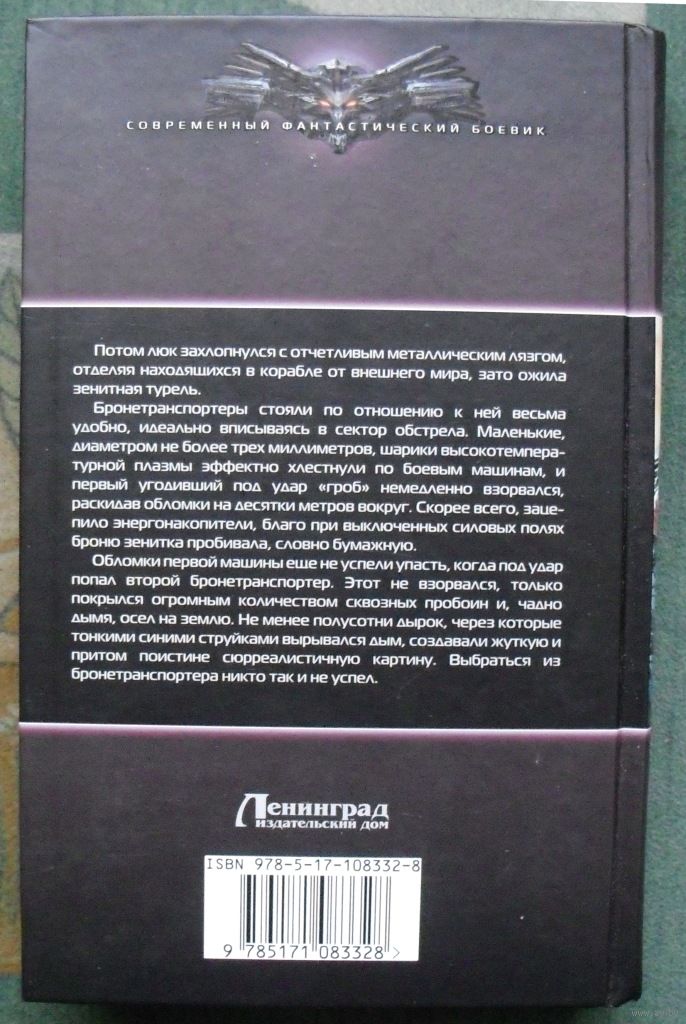 СОВРЕМЕННЫЙ ФАНТАСТИЧЕСКИЙ БОЕВИК
Потом люк захлопнулся с отчетливым металлическим лязгом,
отделяя находящихся в корабле от внешнего мира, зато ожила
зенитная турель.
Бронетранспортеры стояли по отношению к ней весьма
удобно, идеально вписываясь в сектор обстрела. Маленькие,
диаметром не более трех миллиметров, шарики высокотемпера-
турной плазмы эффектно хлестнули по боевым машинам, и
первый угодивший под удар «гроб» немедленно взорвался,
раскидав обломки на десятки метров вокруг. Скорее всего, заце-
пило энергонакопители, благо при выключенных силовых полях
броню зенитка пробивала, словно бумажную.
Обломки первой машины еще не успели упасть, когда под удар
попал второй бронетранспортер. Этот не взорвался, только
покрылся огромным количеством сквозных пробоин и, чадно
дымя, осел на землю. Не менее полусотни дырок, через которые
тонкими синими струйками вырывался дым, создавали жуткую и
притом поистине сюрреалистичную картину. Выбраться из
бронетранспортера никто так и не успел.
Ленинград
издательский дом
ISBN 978-5-17-108332-8
9 785171 083328 >
www.ay.by